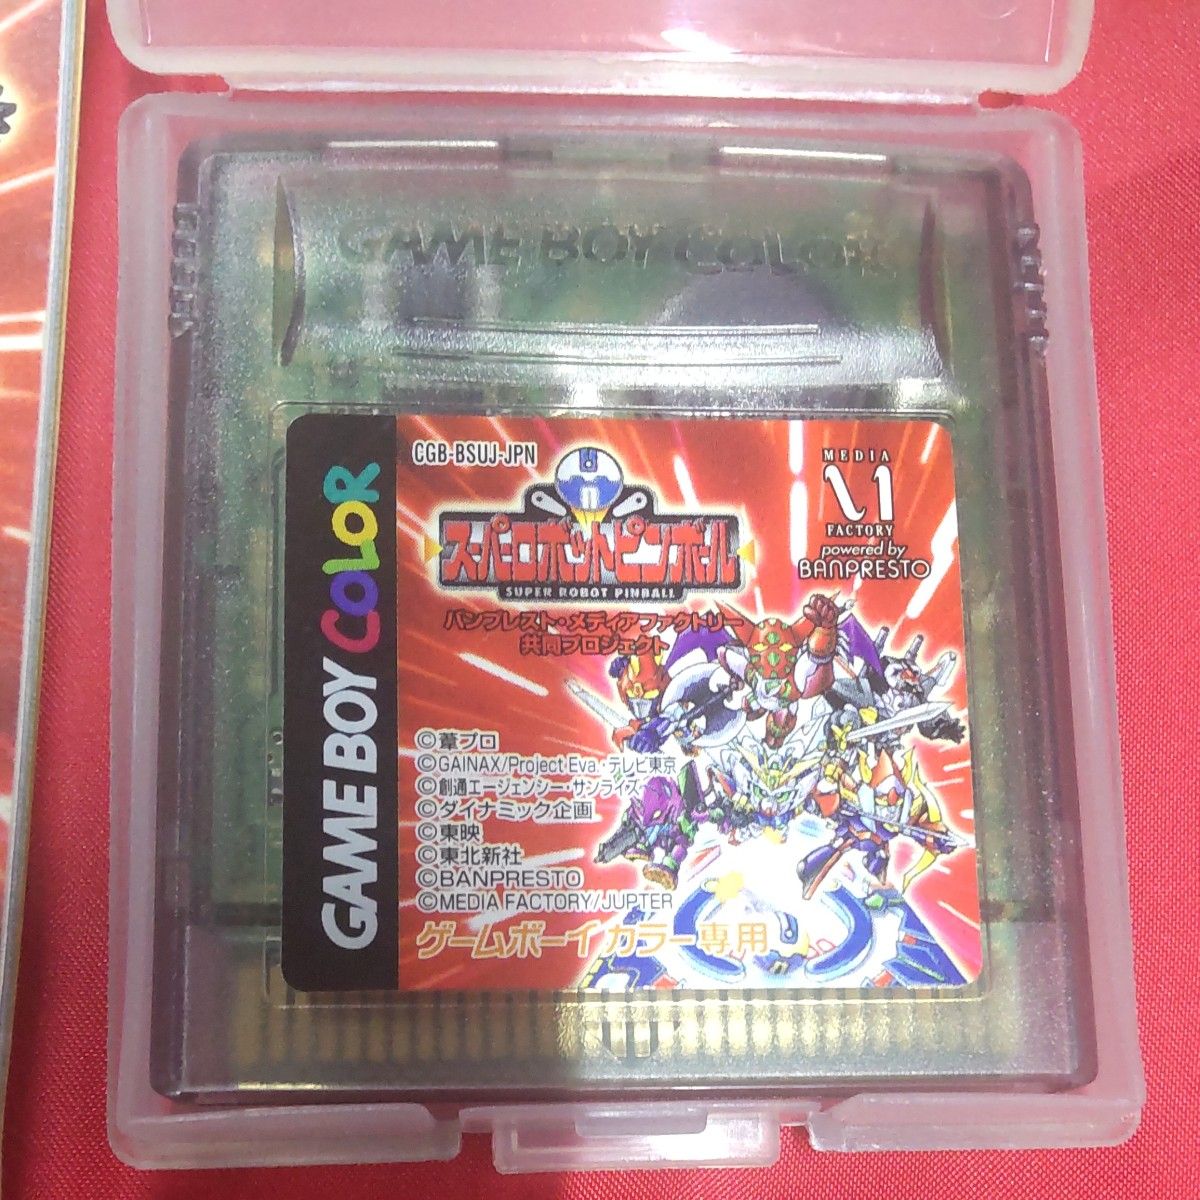 GAME BOY COLOR
GAME BOY COLOR
CGB-BSUJ-JPN
スーパーロボットピンボール
SUPER ROBOT PINBALL
バンプレスト・メディアファクトリー
共同プロジェクト
MEDIA
FACTORY
powered by
BANPRESTO
©葦プロ
©GAINAX/Project Eva.・テレビ東京
©創通エージェンシー・サンライズ
©ダイナミック企画
©東映
©東北新社
©BANPRESTO
©MEDIA FACTORY/JUPITER
ゲームボーイカラー専用